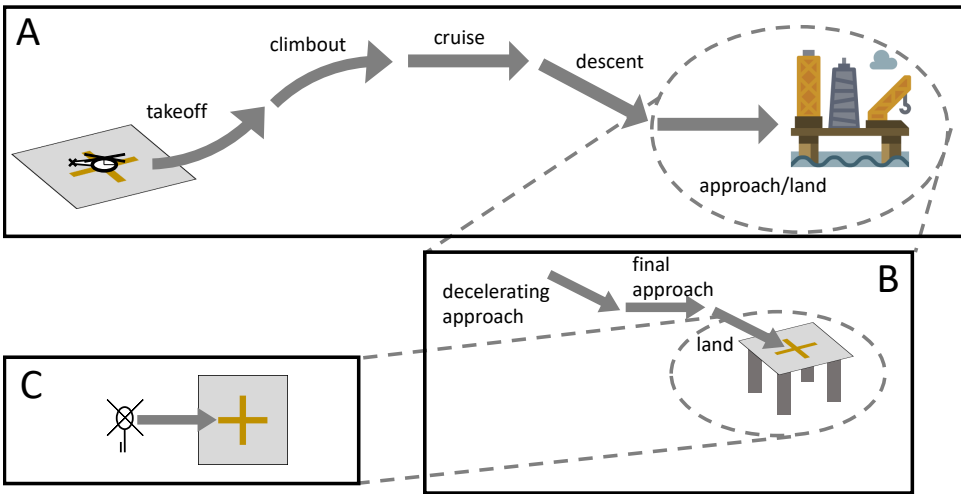 A
takeoff
climbout
cruise
descent
approach/land
B
decelerating
approach
final
approach
land
C